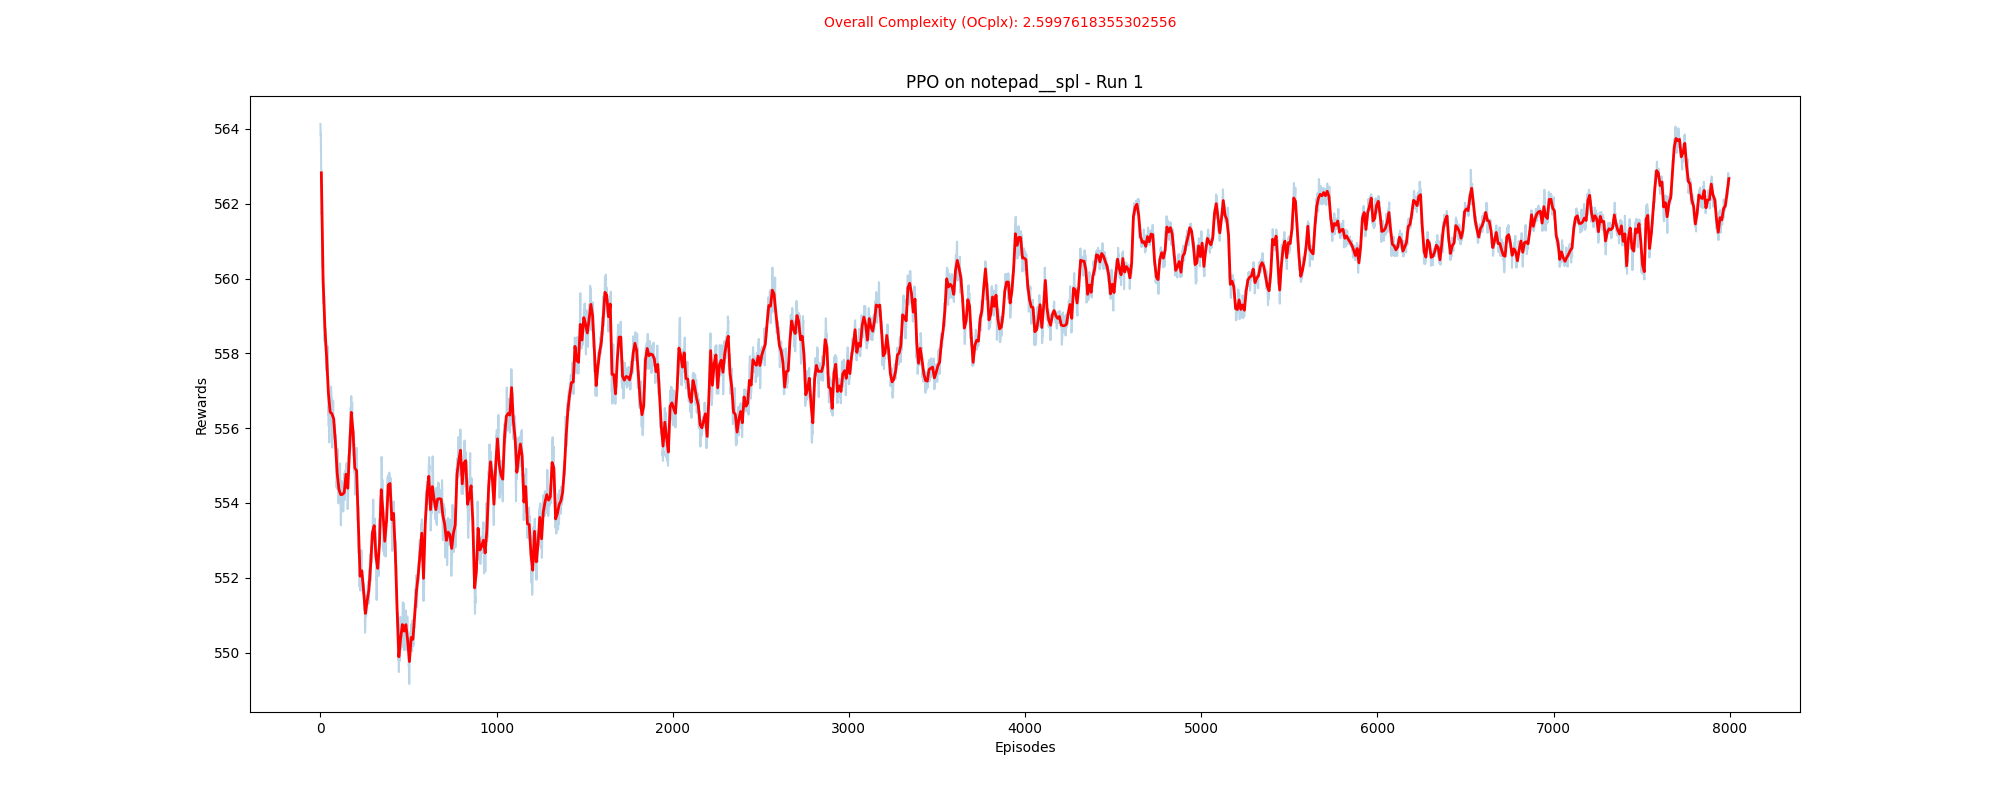 Overall Complexity (OCplx): 2.5997618355302556
PPO on notepad__spl - Run 1
564
562
560
558
556
554
552
550
Rewards
0 1000 2000 3000 4000 5000 6000 7000 8000
Episodes